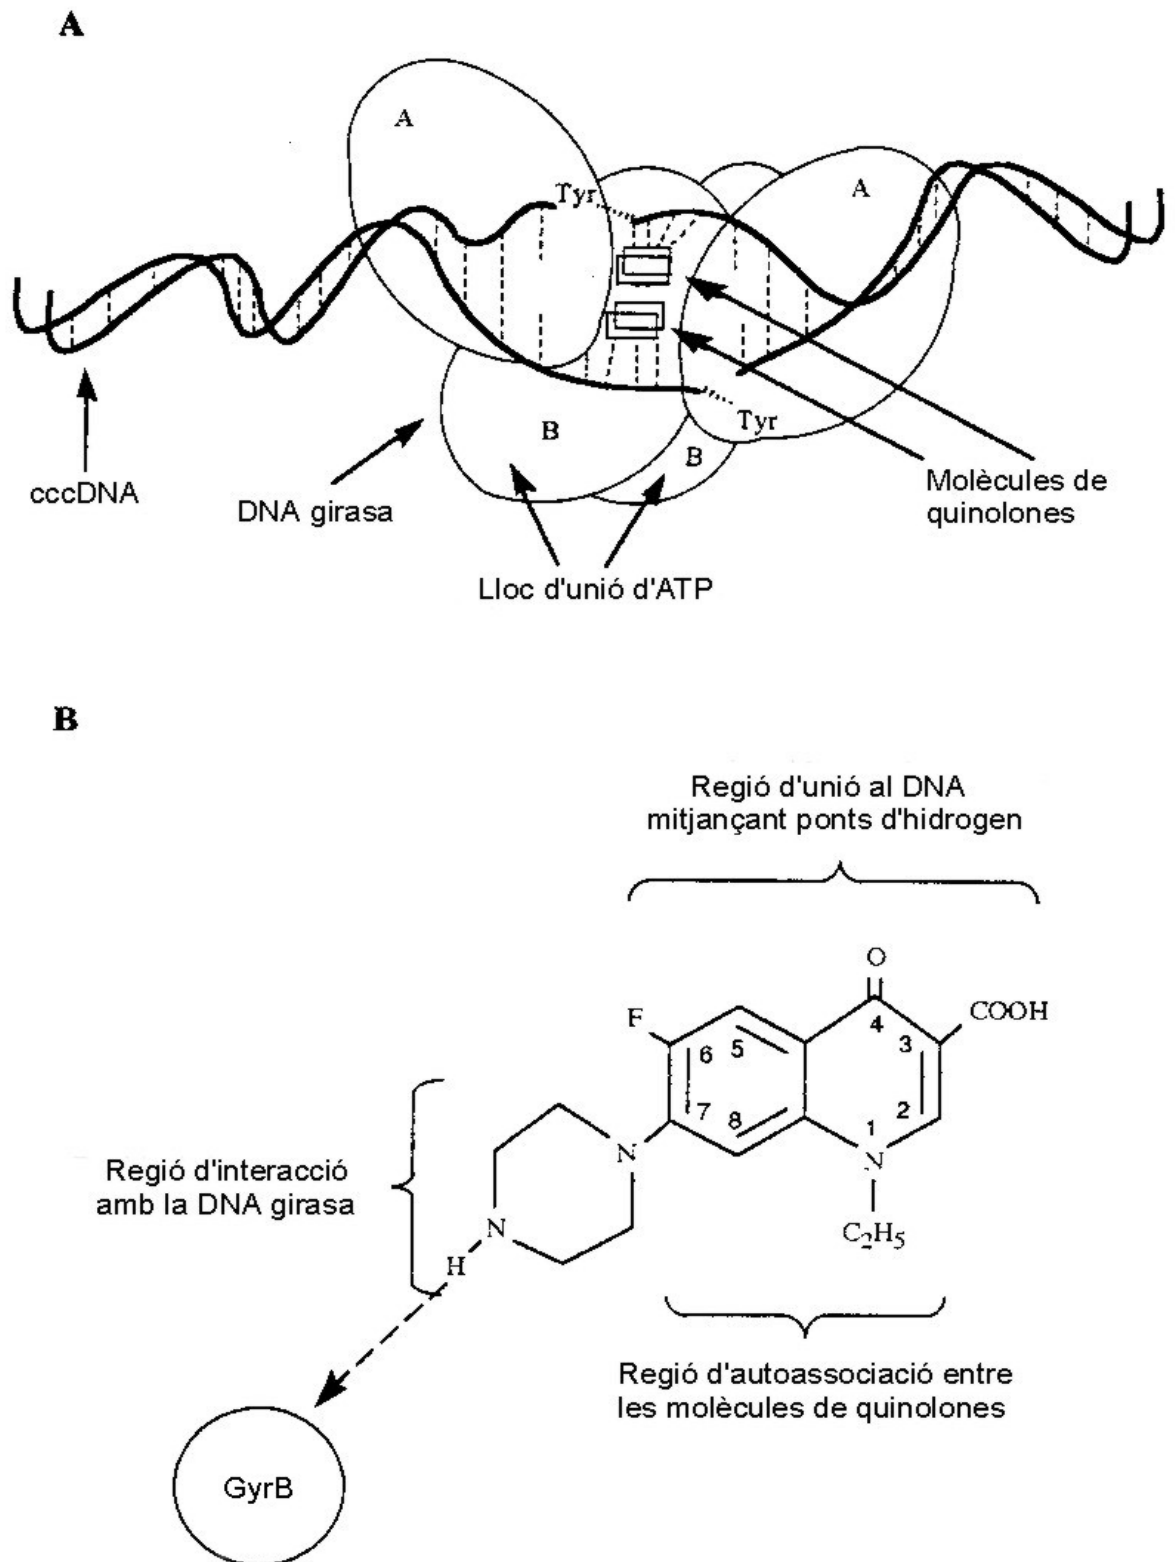 A
A
A
Tyr
Tyr
B
B
cccDNA
DNA girasa
Lloc d'unió d'ATP
Molècules de
quinolones
B
Regió d'unió al DNA
mitjançant ponts d'hidrogen
O
F
COOH
4
3
6
5
7
8
2
1
N
N
C₂H₅
N
H
Regió d'interacció
amb la DNA girasa
Regió d'autoassociació entre
les molècules de quinolones
GyrB